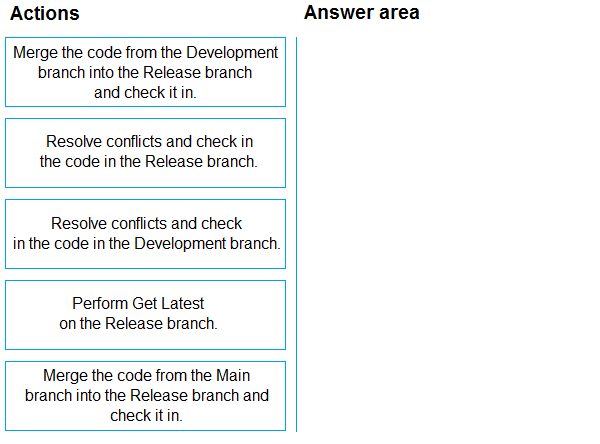 Actions
Answer area
Merge the code from the Development
branch into the Release branch
and check it in.
Resolve conflicts and check in
the code in the Release branch.
Resolve conflicts and check
in the code in the Development branch.
Perform Get Latest
on the Release branch.
Merge the code from the Main
branch into the Release branch and
check it in.